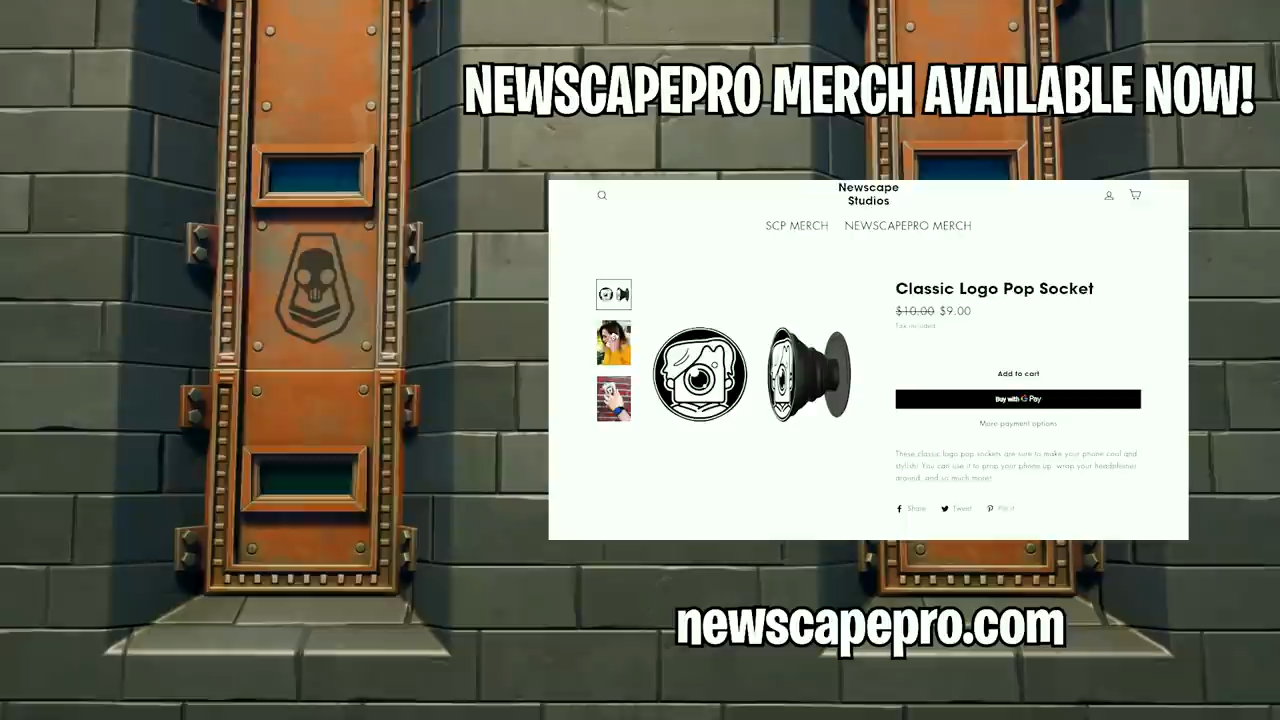 NEWSCAPEPRO MERCH AVAILABLE NOW!
Newscape
Studios
SCP MERCH NEWSCAPEPRO MERCH
Classic Logo Pop Socket
$10.00 $9.00
Tax included.
Add to cart
Buy with G Pay
More payment options
These classic logo pop sockets are sure to make your phone cool and
stylish! You can use it to prop your phone up, wrap your headphones
around, and so much more!
Share Tweet Pin it
newscapepro.com